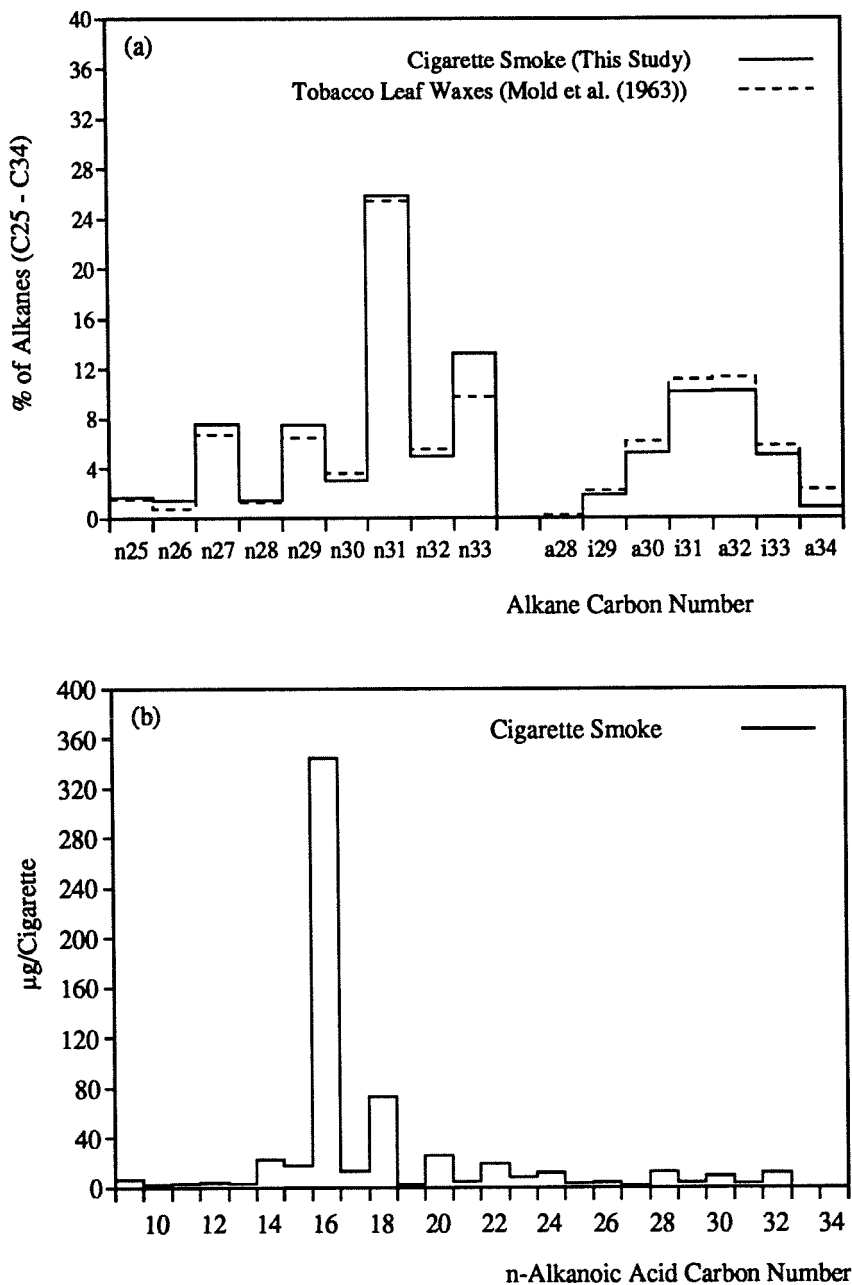 (a)
Cigarette Smoke (This Study)
Tobacco Leaf Waxes (Mold et al. (1963))
% of Alkanes (C25 - C34)
40
36
32
28
24
20
16
12
8
4
0
n25 n26 n27 n28 n29 n30 n31 n32 n33 a28 i29 a30 i31 a32 i33 a34
Alkane Carbon Number
(b)
Cigarette Smoke
µg/Cigarette
400
360
320
280
240
200
160
120
80
40
0
10 12 14 16 18 20 22 24 26 28 30 32 34
n-Alkanoic Acid Carbon Number